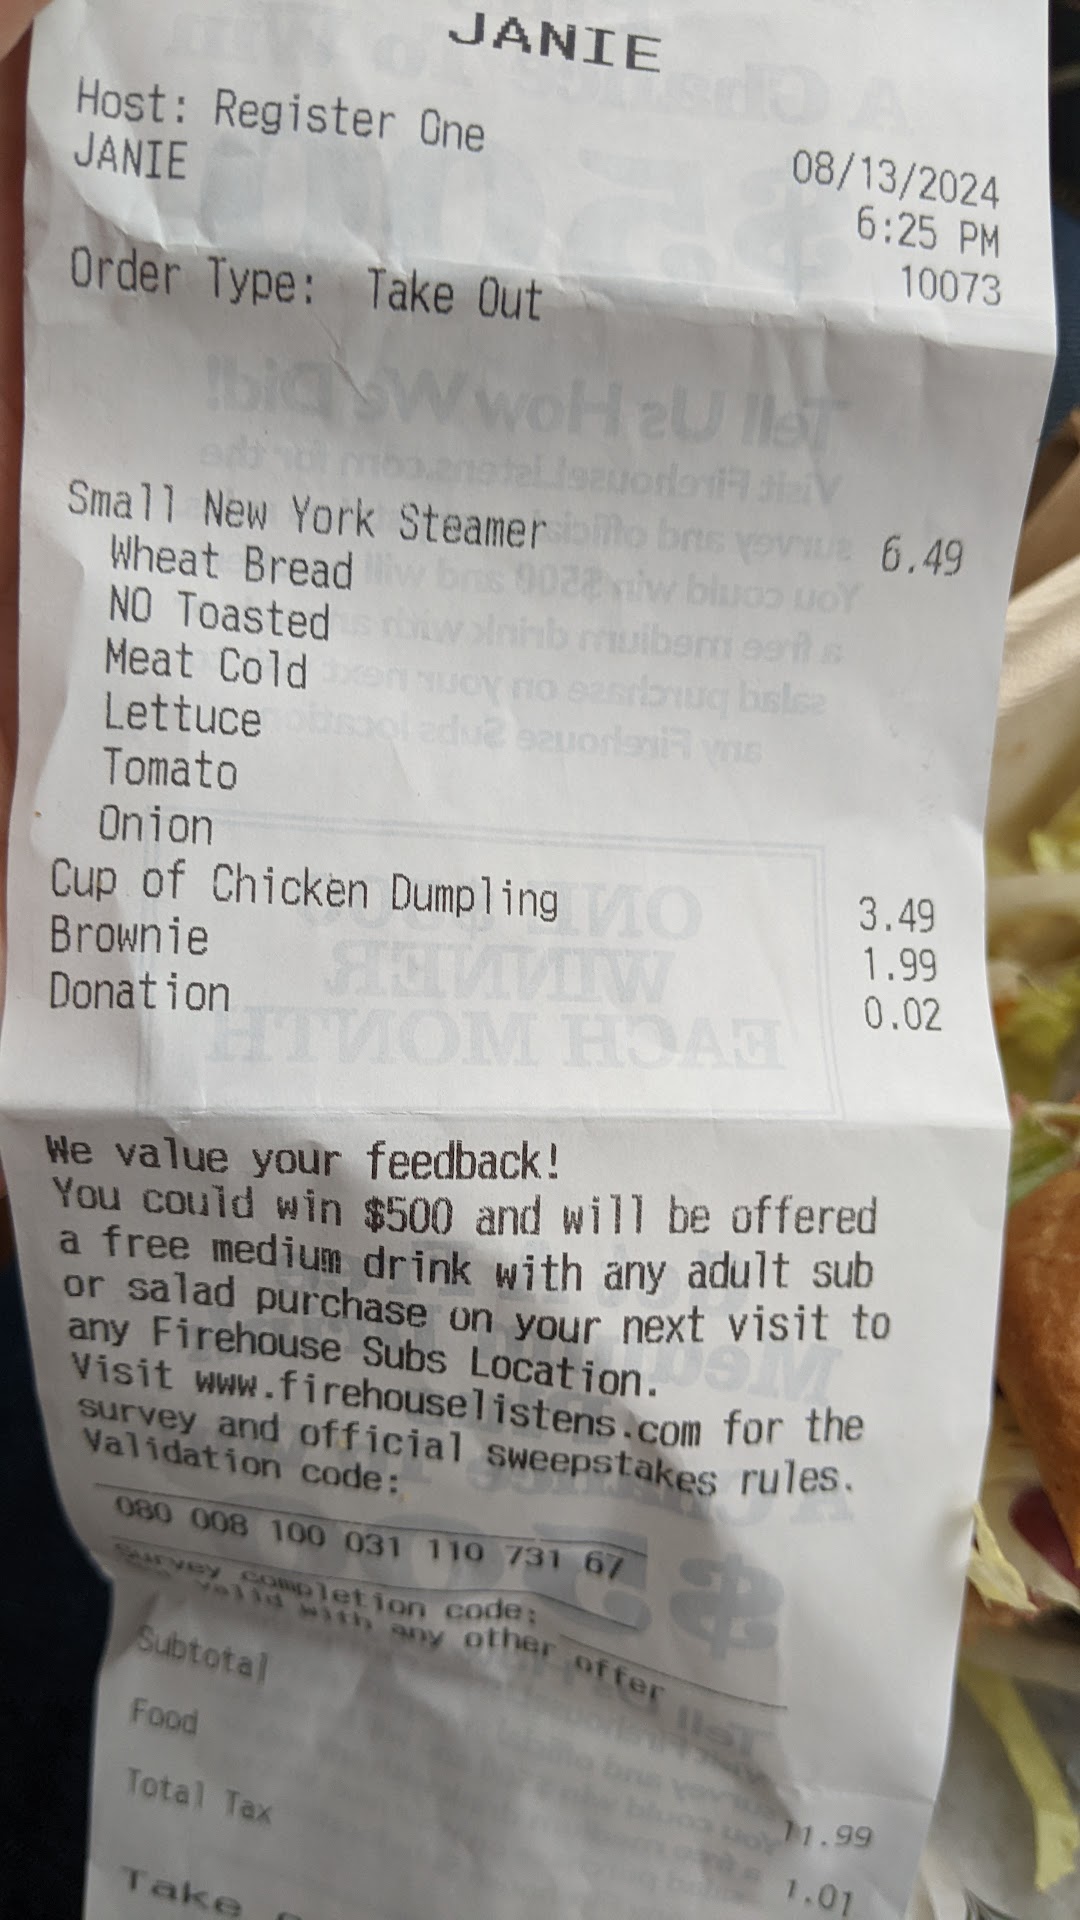 JANIE
Host: Register One
08/13/2024
JANIE
6:25 PM
10073
Order Type: Take Out
Small New York Steamer 6.49
Wheat Bread
NO Toasted
Meat Cold
Lettuce
Tomato
Onion
Cup of Chicken Dumpling 3.49
Brownie 1.99
Donation 0.02
We value your feedback!
You could win $500 and will be offered
a free medium drink with any adult sub
or salad purchase on your next visit to
any Firehouse Subs Location.
Visit www.firehouselistens.com for the
survey and official sweepstakes rules.
Validation code:
080 008 100 031 110 731 67
Survey completion code:
valid with any other offer
Subtotal 11.99
Food 1.01
Total Tax
Take